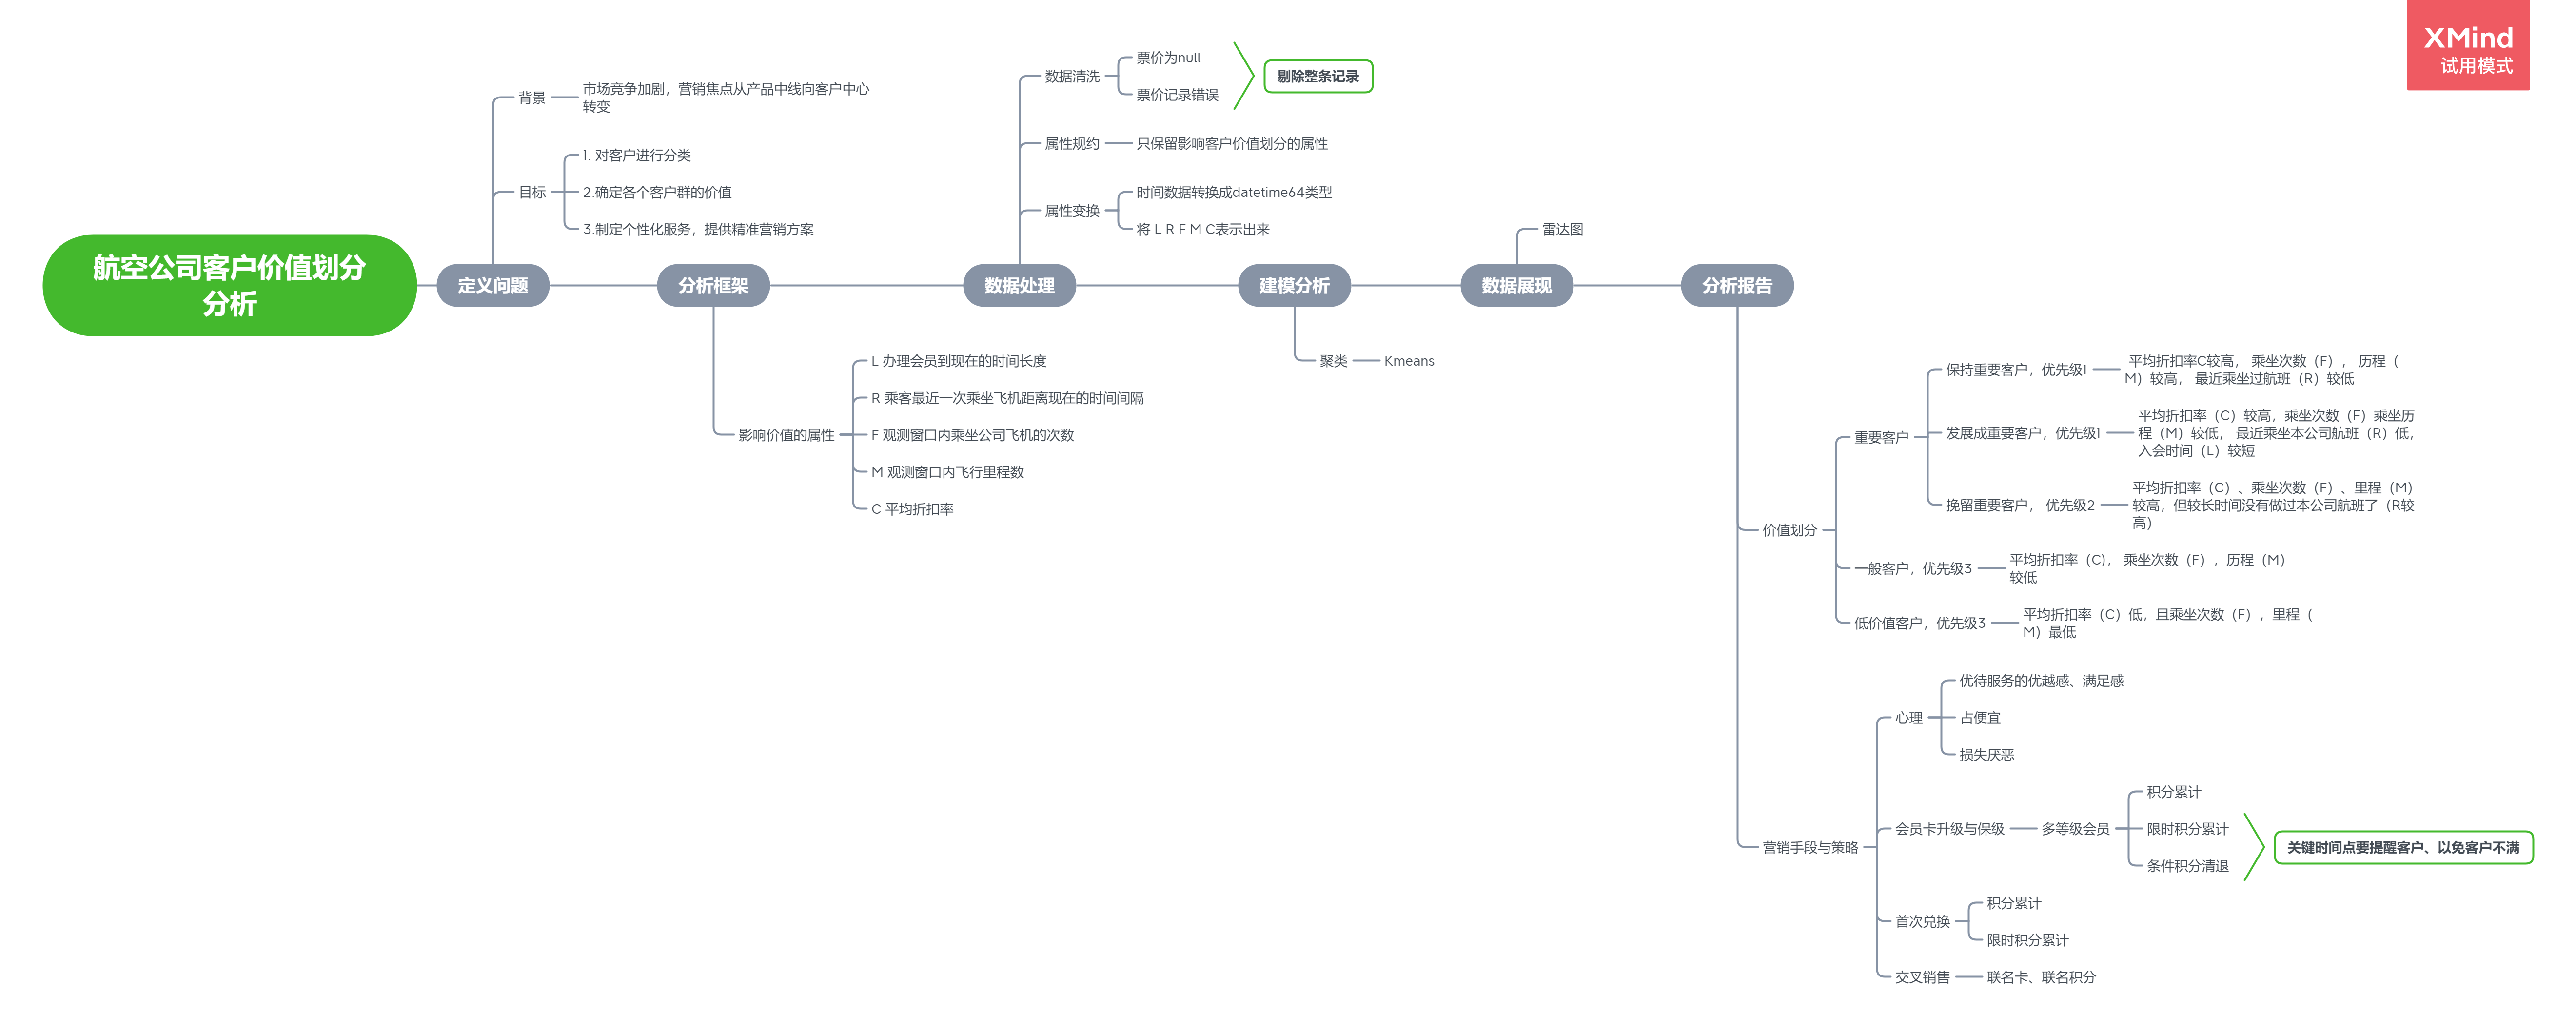 XMind
试用模式
航空公司客户价值划分
分析
定义问题
背景
市场竞争加剧，营销焦点从产品中线向客户中心
转变
目标
1. 对客户进行分类
2.确定各个客户群的价值
3.制定个性化服务，提供精准营销方案
分析框架
影响价值的属性
L 办理会员到现在的时间长度
R 乘客最近一次乘坐飞机距离现在的时间间隔
F 观测窗口内乘坐公司飞机的次数
M 观测窗口内飞行里程数
C 平均折扣率
数据处理
数据清洗
票价为null
票价记录错误
剔除整条记录
属性规约
只保留影响客户价值划分的属性
属性变换
时间数据转换成datetime64类型
将 L R F M C表示出来
建模分析
聚类
Kmeans
数据展现
雷达图
分析报告
价值划分
重要客户
保持重要客户，优先级1
平均折扣率C较高， 乘坐次数（F）， 历程（
M）较高， 最近乘坐过航班（R）较低
发展成重要客户，优先级1
平均折扣率（C）较高，乘坐次数（F）乘坐历
程（M）较低， 最近乘坐本公司航班（R）低，
入会时间（L）较短
挽留重要客户， 优先级2
平均折扣率（C）、乘坐次数（F）、里程（M）
较高，但较长时间没有做过本公司航班了（R较
高）
一般客户，优先级3
平均折扣率（C)， 乘坐次数（F），历程（M）
较低
低价值客户，优先级3
平均折扣率（C）低，且乘坐次数（F），里程（
M）最低
营销手段与策略
心理
优待服务的优越感、满足感
占便宜
损失厌恶
会员卡升级与保级
多等级会员
积分累计
限时积分累计
条件积分清退
关键时间点要提醒客户、以免客户不满
首次兑换
积分累计
限时积分累计
交叉销售
联名卡、联名积分